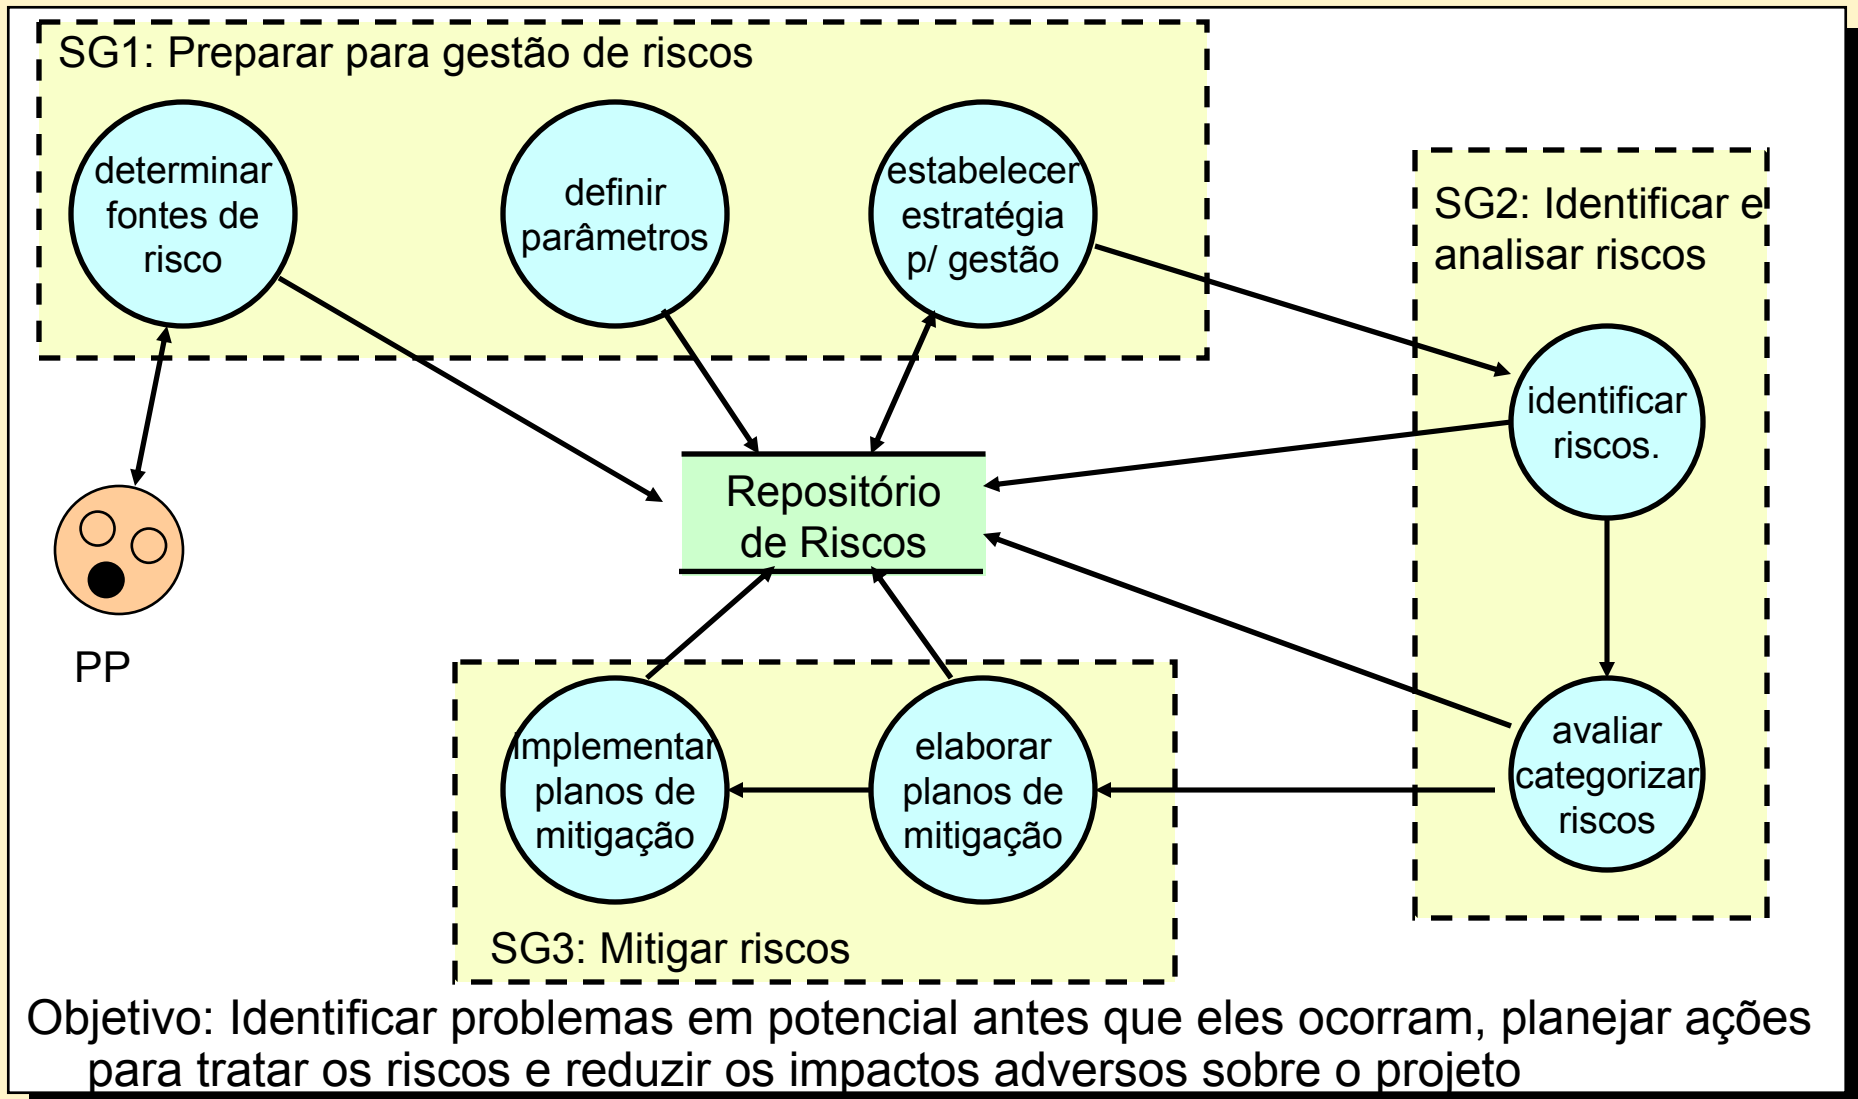 SG1: Preparar para gestão de riscos
determinar
fontes de
risco
definir
parâmetros
estabelecer
estratégia
p/ gestão
SG2: Identificar e
analisar riscos
identificar
riscos.
Repositório
de Riscos
PP
implementar
planos de
mitigação
elaborar
planos de
mitigação
avaliar
categorizar
riscos
SG3: Mitigar riscos
Objetivo: Identificar problemas em potencial antes que eles ocorram, planejar ações
para tratar os riscos e reduzir os impactos adversos sobre o projeto